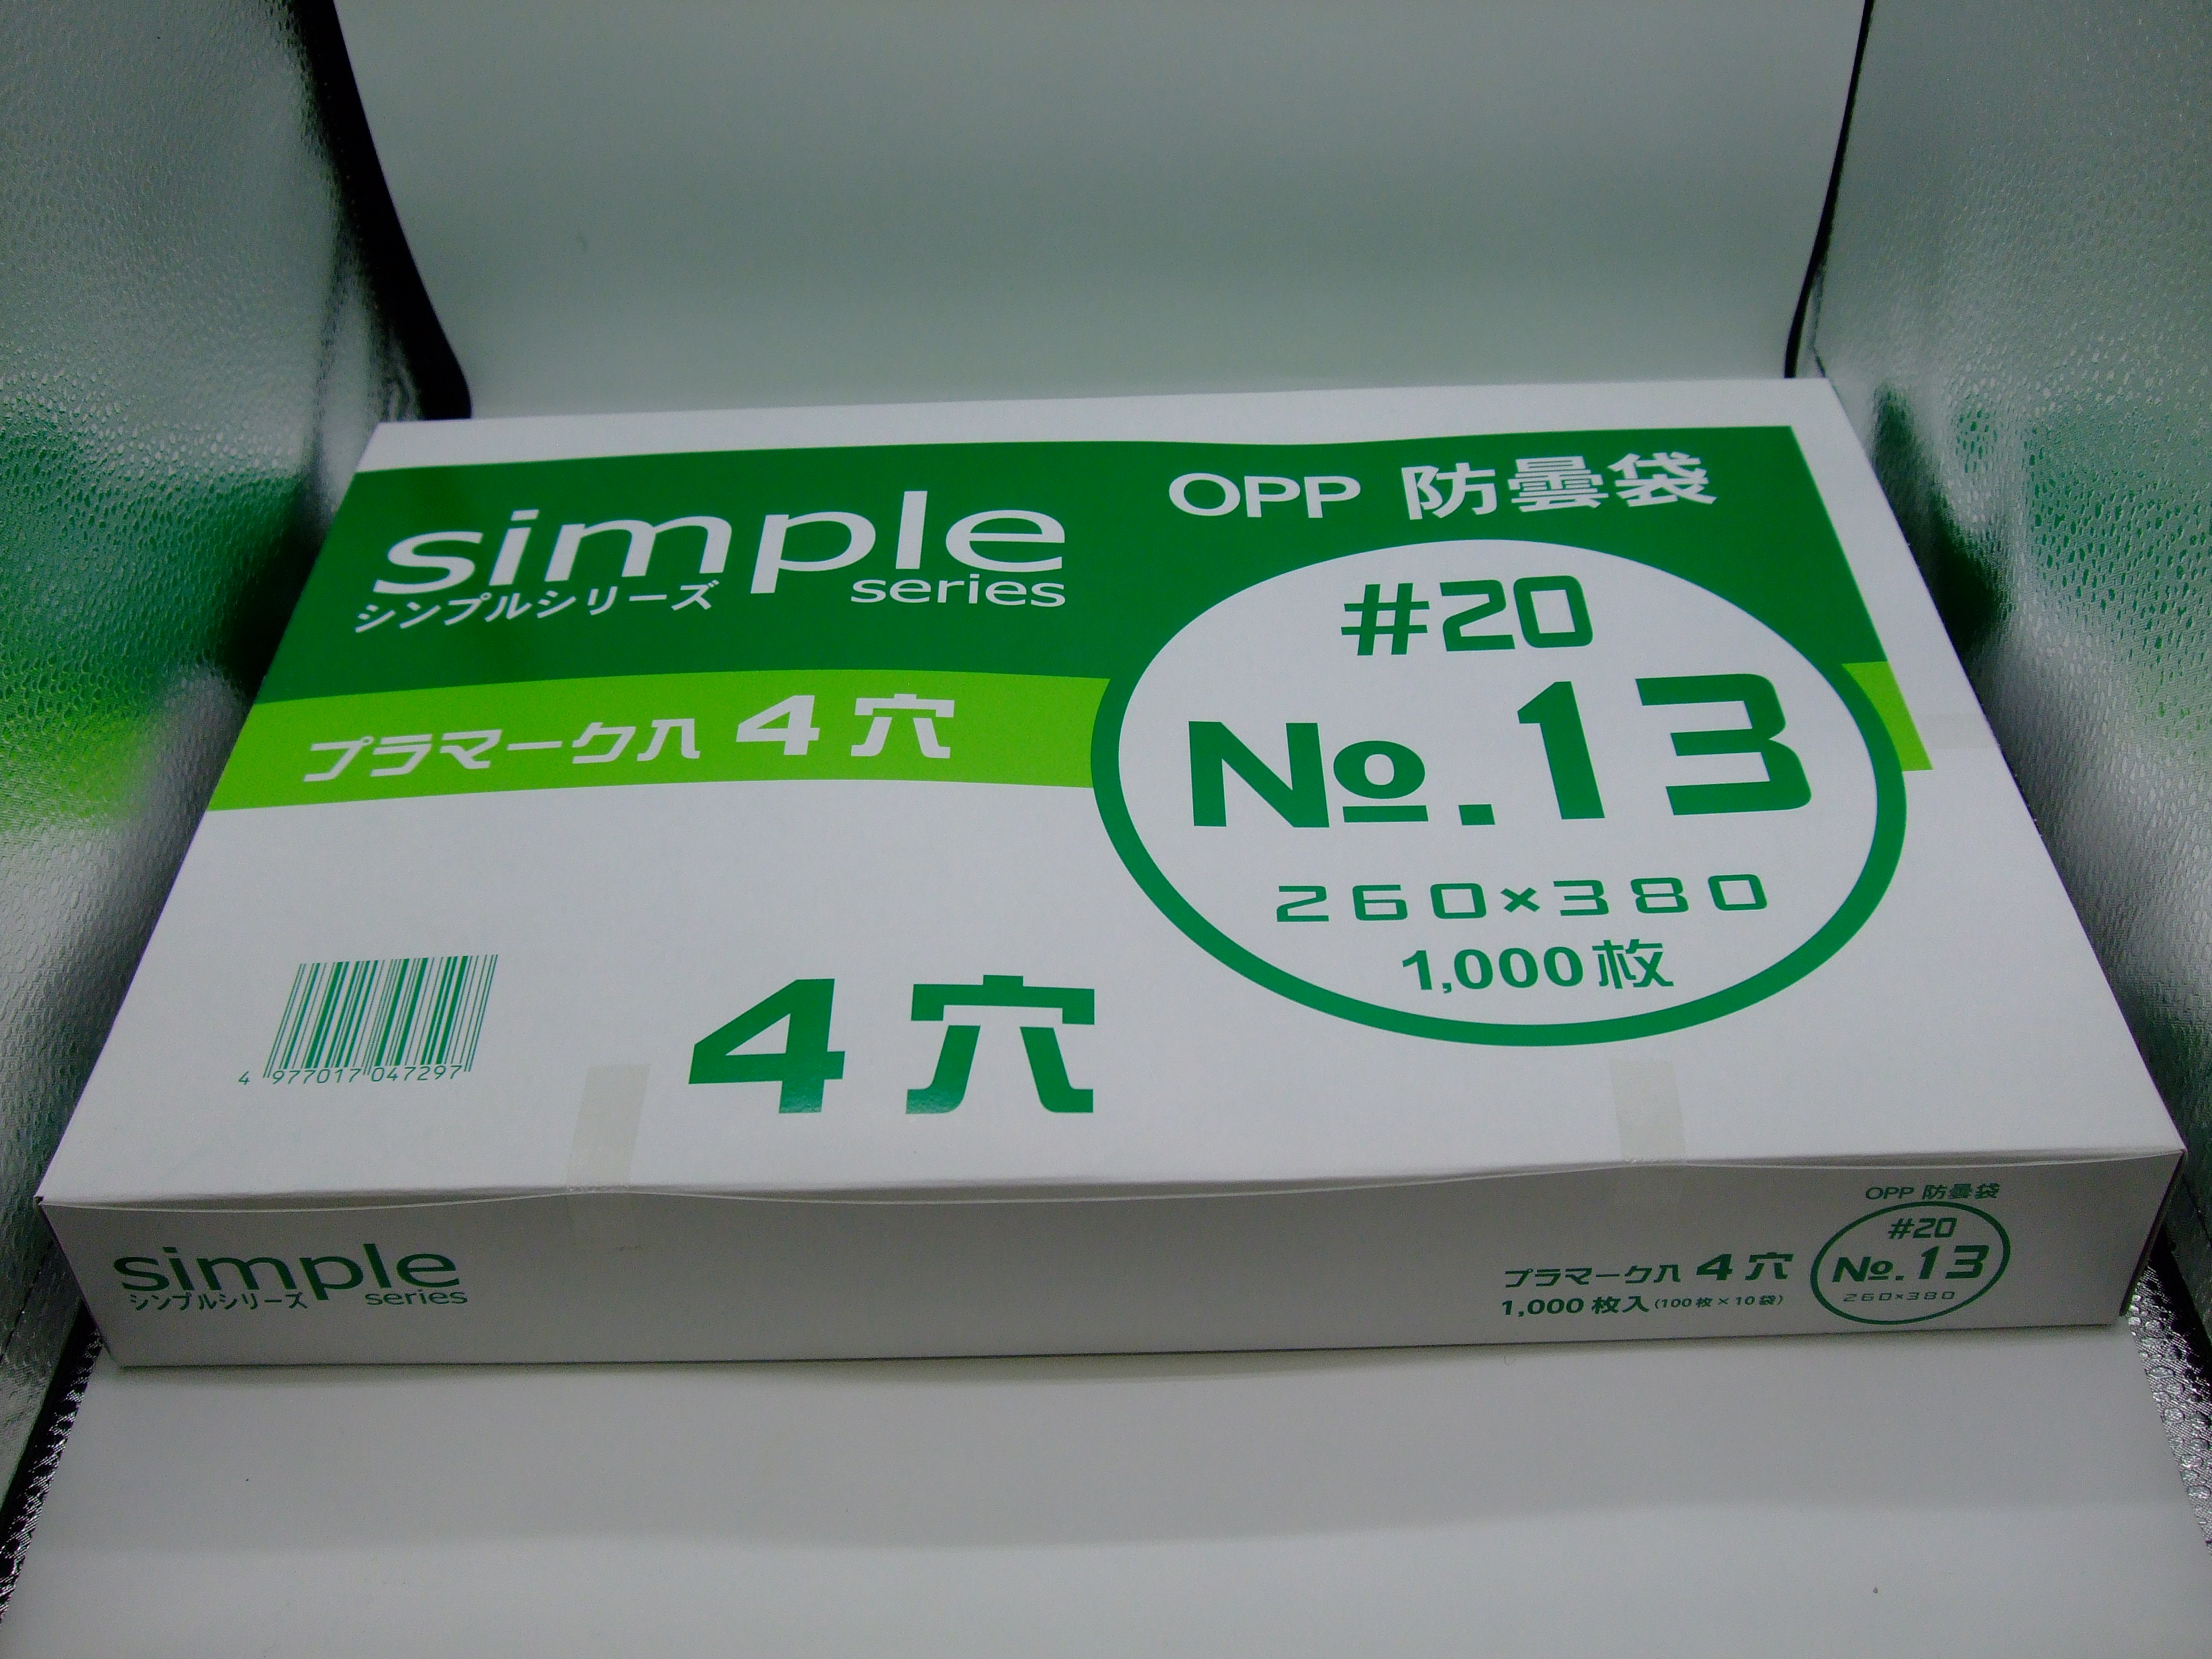 simple
series
シンプルシリーズ
OPP 防曇袋
プラマーク入 4穴
#20
No.13
260×380
1,000枚
4穴
4 977017 047297
simple
series
シンプルシリーズ
プラマーク入 4穴
1,000枚入(100枚×10袋)
OPP 防曇袋
#20
No.13
260×380